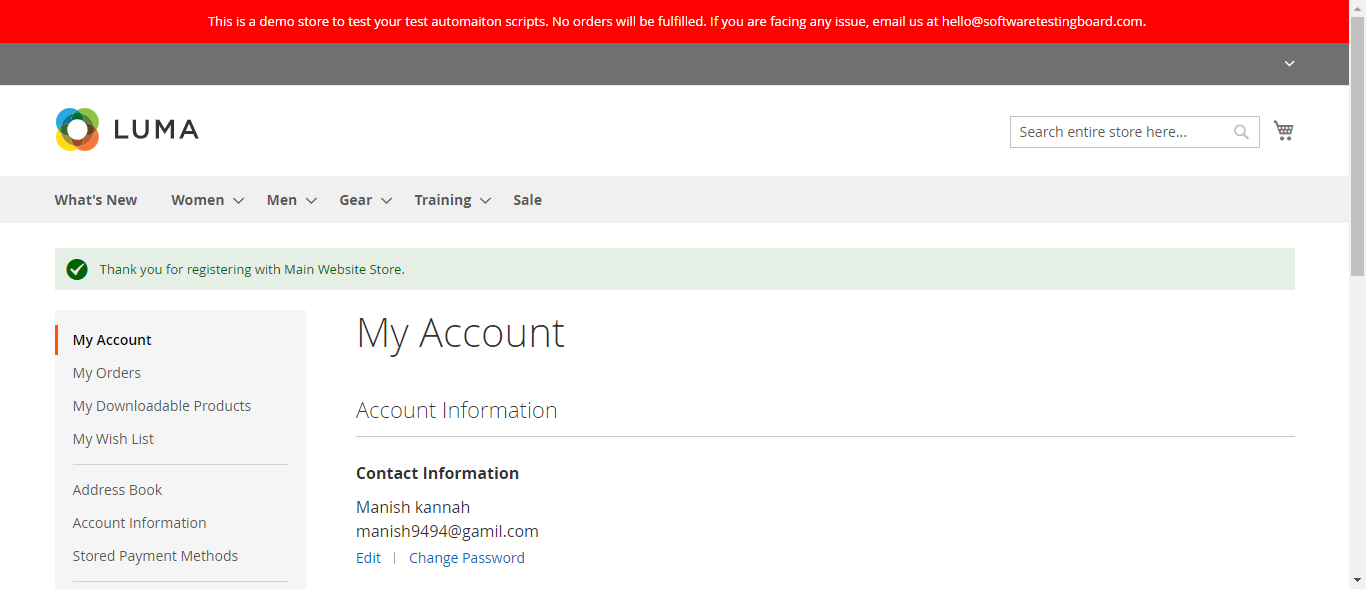 This is a demo store to test your test automaiton scripts. No orders will be fulfilled. If you are facing any issue, email us at hello@softwaretestingboard.com.
LUMA
Search entire store here...
What's New Women Men Gear Training Sale
Thank you for registering with Main Website Store.
My Account
My Orders
My Downloadable Products
My Wish List
Address Book
Account Information
Stored Payment Methods
My Account
Account Information
Contact Information
Manish kannah
manish9494@gamil.com
Edit | Change Password